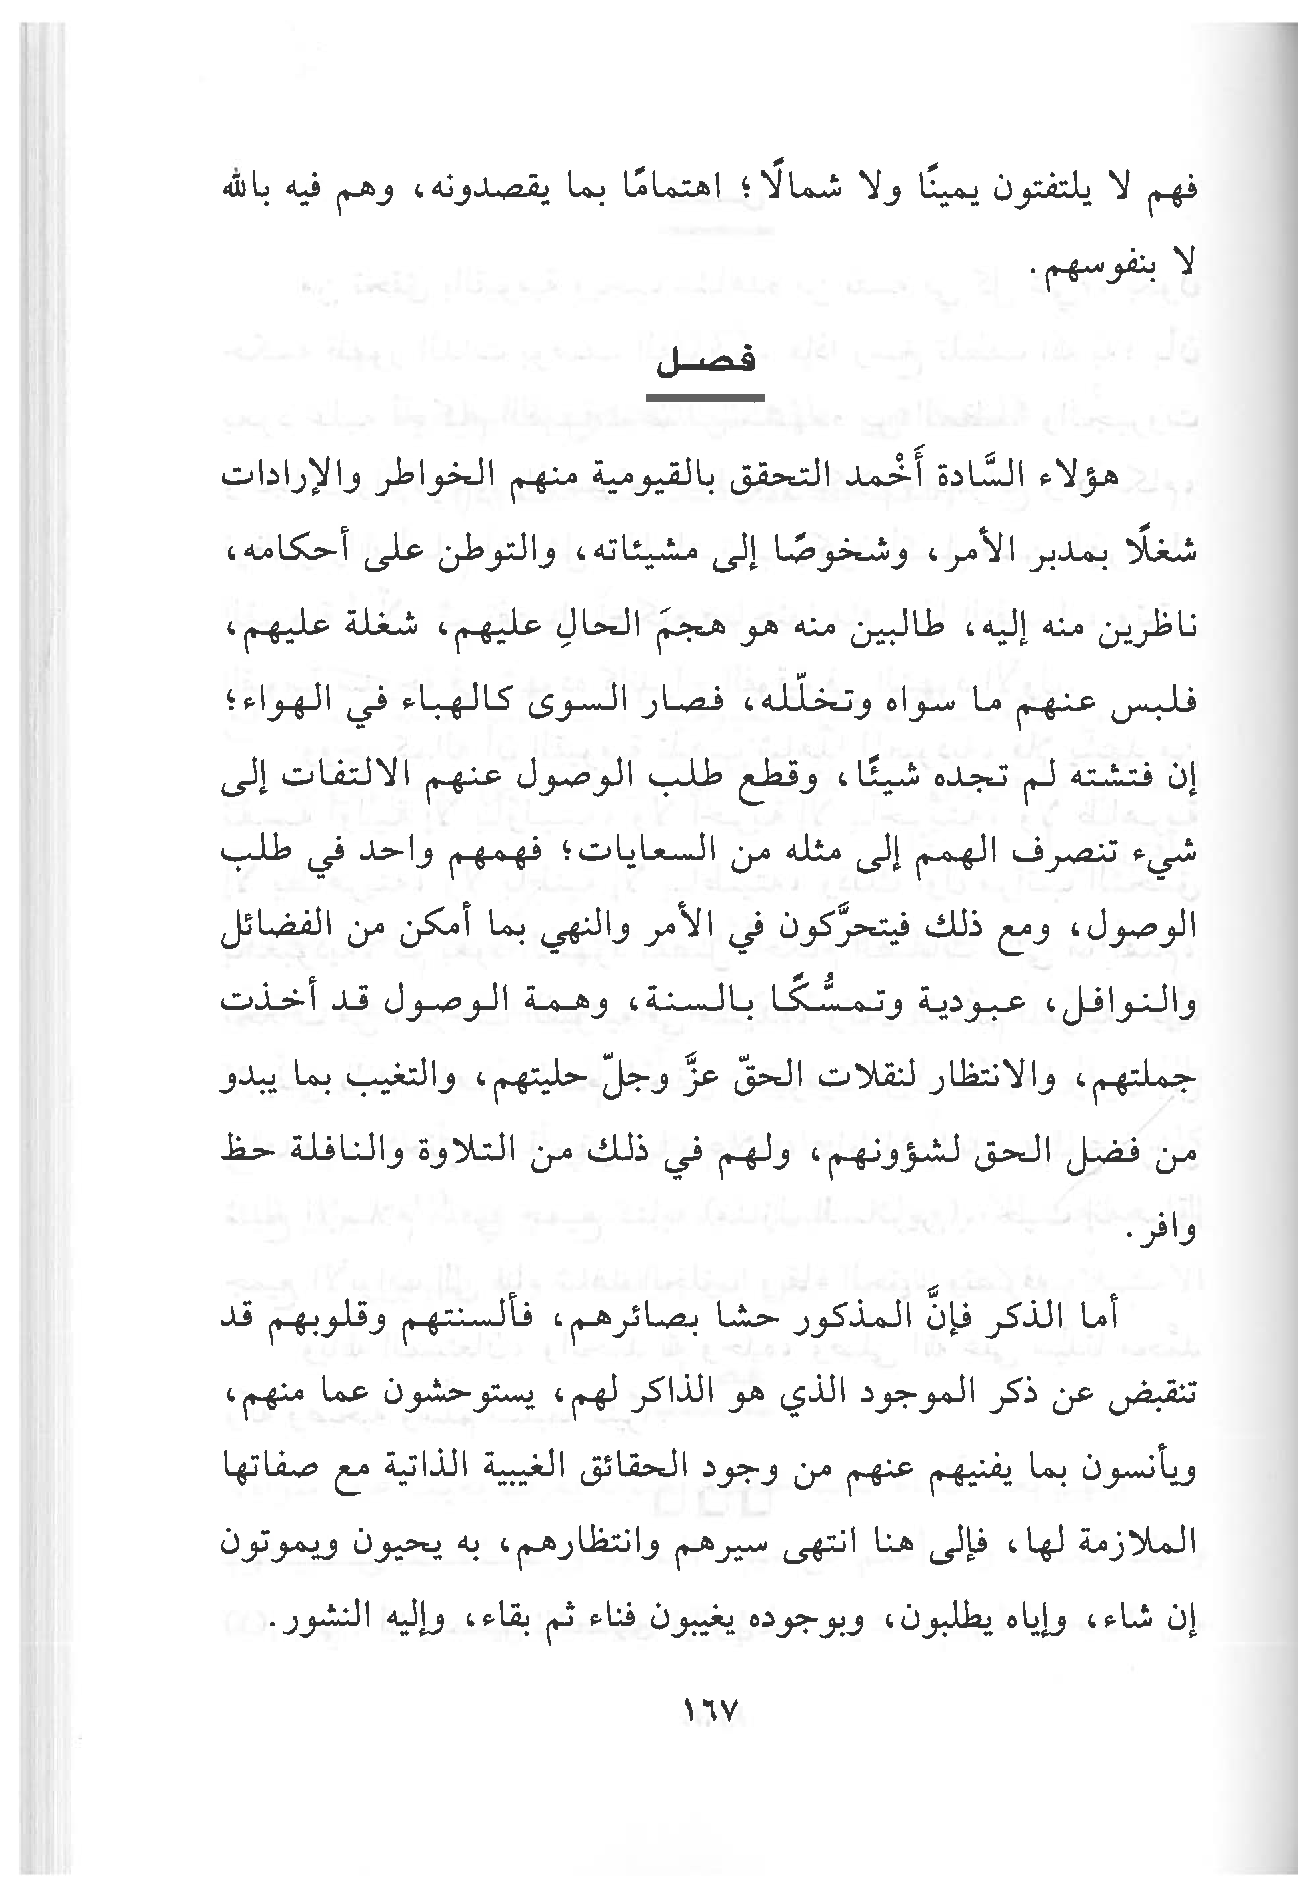 فهم لا يلتفتون يمينًا ولا شمالًا؛ اهتمامًا بما يقصدونه، وهم فيه بالله
لا بنفوسهم.
فصل
هؤلاء السَّادة أَخْمد التحقق بالقيومية منهم الخواطر والإرادات
شغلًا بمدبر الأمر، وشخوصًا إلى مشيئاته، والتوطن على أحكامه،
ناظرين منه إليه، طالبين منه هو هجمَ الحالِ عليهم، شغلة عليهم،
فلبس عنهم ما سواه وتخلّله، فصار السوى كالهباء في الهواء؛
إن فتشته لم تجده شيئًا، وقطع طلب الوصول عنهم الالتفات إلى
شيء تنصرف الهمم إلى مثله من السعايات؛ فهمهم واحد في طلب
الوصول، ومع ذلك فيتحرَّكون في الأمر والنهي بما أمكن من الفضائل
والنوافل، عبودية وتمسُّكًا بالسنة، وهمة الوصول قد أخذت
جملتهم، والانتظار لنقلات الحقّ عزَّ وجلّ حليتهم، والتغيب بما يبدو
من فضل الحق لشؤونهم، ولهم في ذلك من التلاوة والنافلة حظ
وافر.
أما الذكر فإنَّ المذكور حشا بصائرهم، فألسنتهم وقلوبهم قد
تنقبض عن ذكر الموجود الذي هو الذاكر لهم، يستوحشون عما منهم،
ويأنسون بما يفنيهم عنهم من وجود الحقائق الغيبية الذاتية مع صفاتها
الملازمة لها، فإلى هنا انتهى سيرهم وانتظارهم، به يحيون ويموتون
إن شاء، وإياه يطلبون، وبوجوده يغيبون فناء ثم بقاء، وإليه النشور.
١٦٧